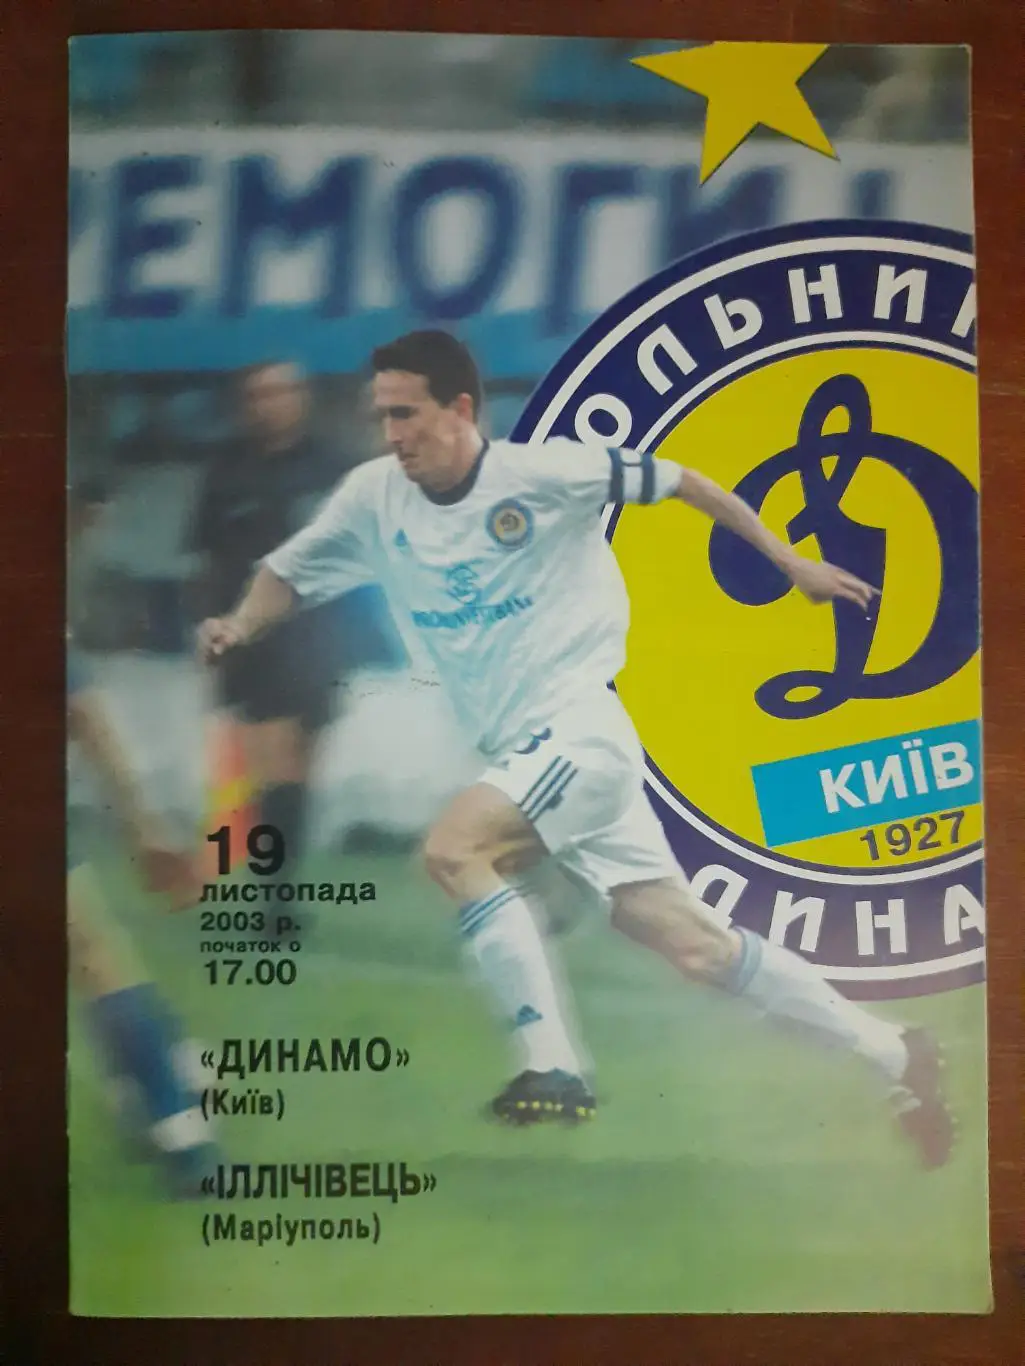 ЕМОГИ
ОЛЬНИ
КИЇВ
1927
ДИНА
19
листопада
2003 р.
початок о
17.00
«ДИНАМО»
(Київ)
«ІЛЛІЧІВЕЦЬ»
(Маріуполь)